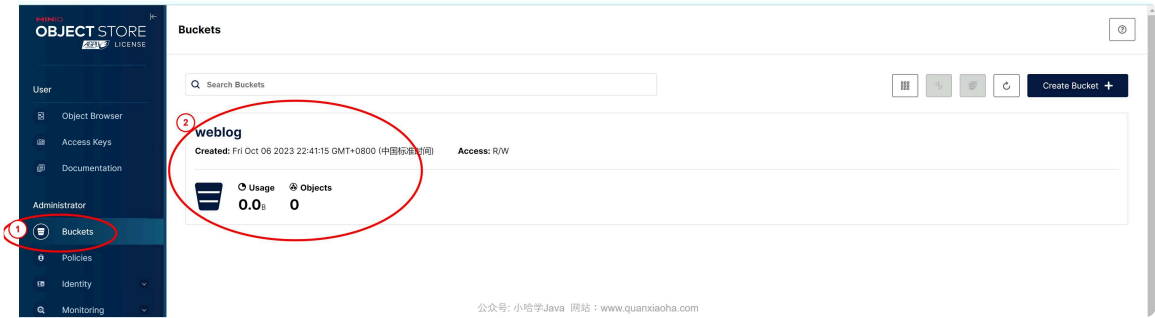 MINIO
OBJECT STORE
LICENSE
User
Object Browser
Access Keys
Documentation
Administrator
1
Buckets
Policies
Identity
Monitoring
Buckets
Search Buckets
Create Bucket
2
weblog
Created: Fri Oct 06 2023 22:41:15 GMT+0800 (中国标准时间) Access: R/W
Usage Objects
0.0B 0
公众号: 小哈学Java 网站：www.quanxiaoha.com